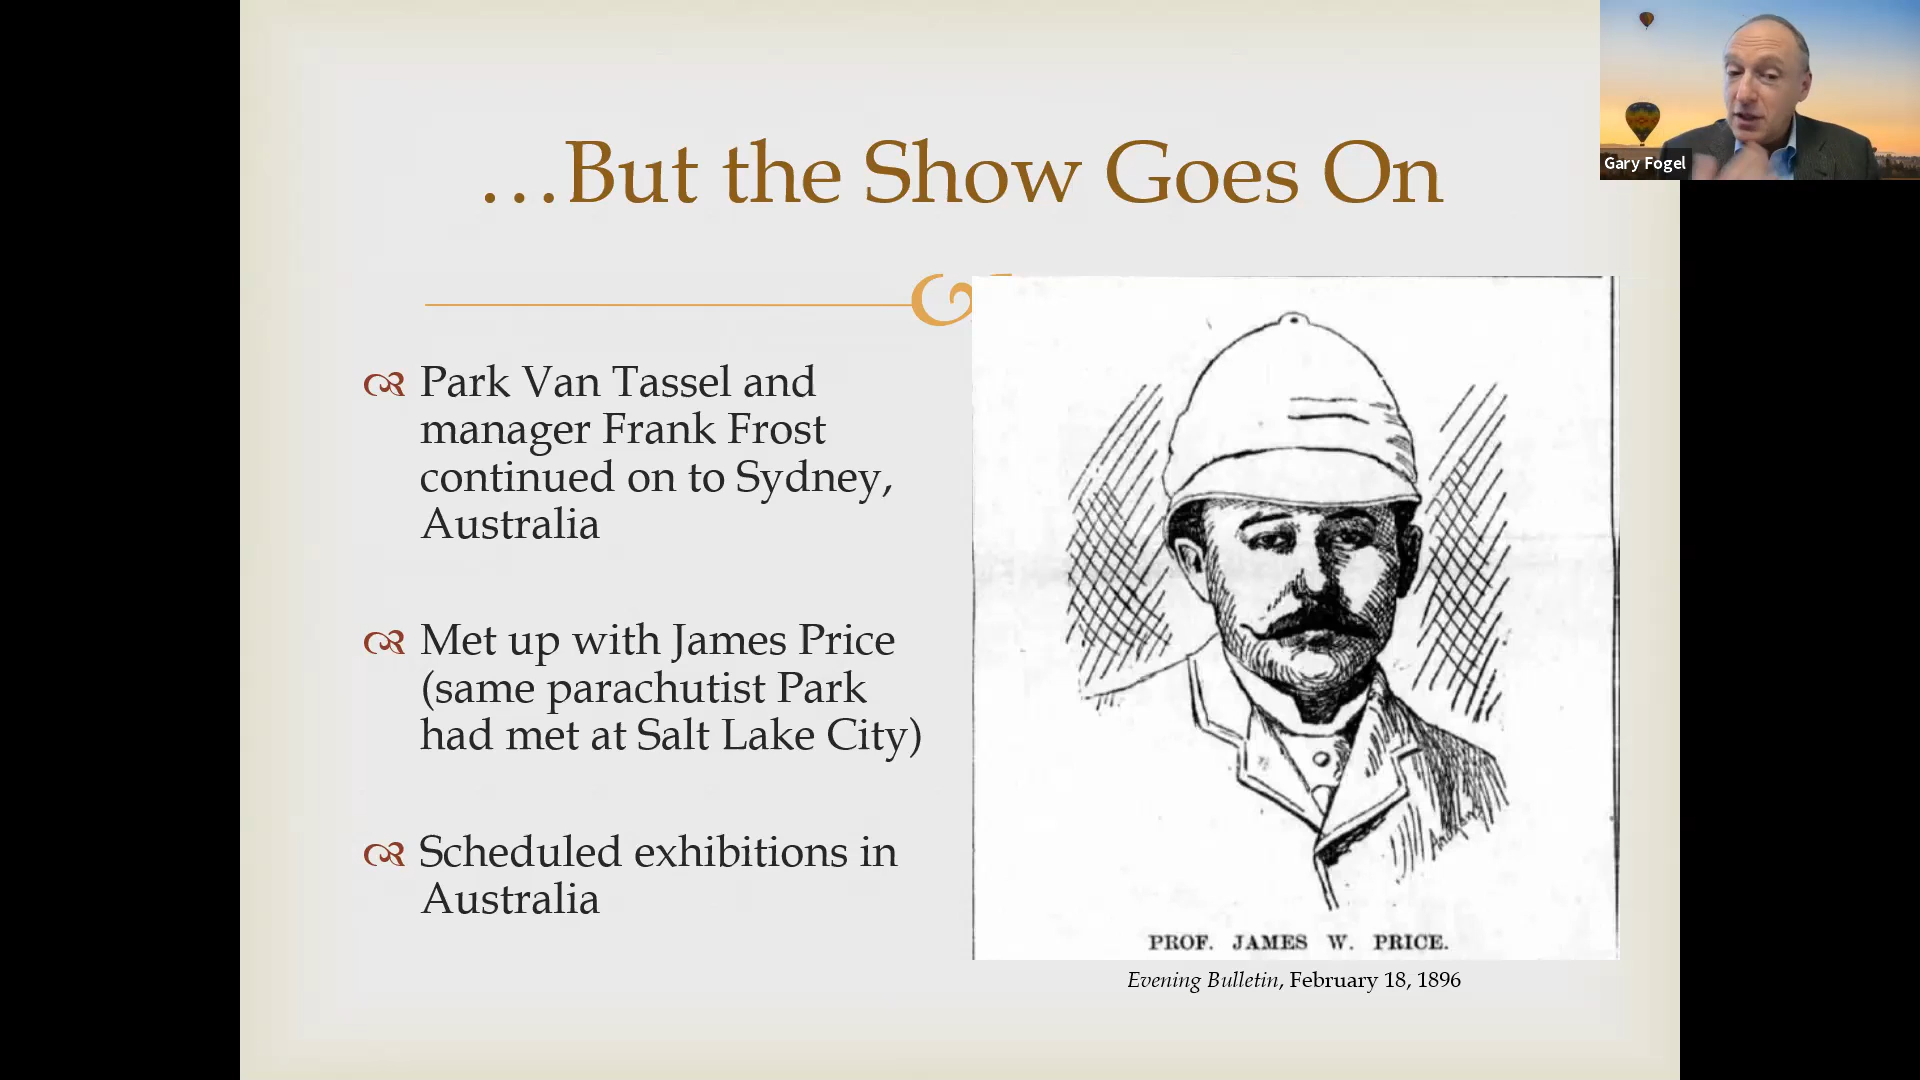 …But the Show Goes On
Gary Fogel
Park Van Tassel and
manager Frank Frost
continued on to Sydney,
Australia
Met up with James Price
(same parachutist Park
had met at Salt Lake City)
Scheduled exhibitions in
Australia
PROF. JAMES W. PRICE.
Evening Bulletin, February 18, 1896